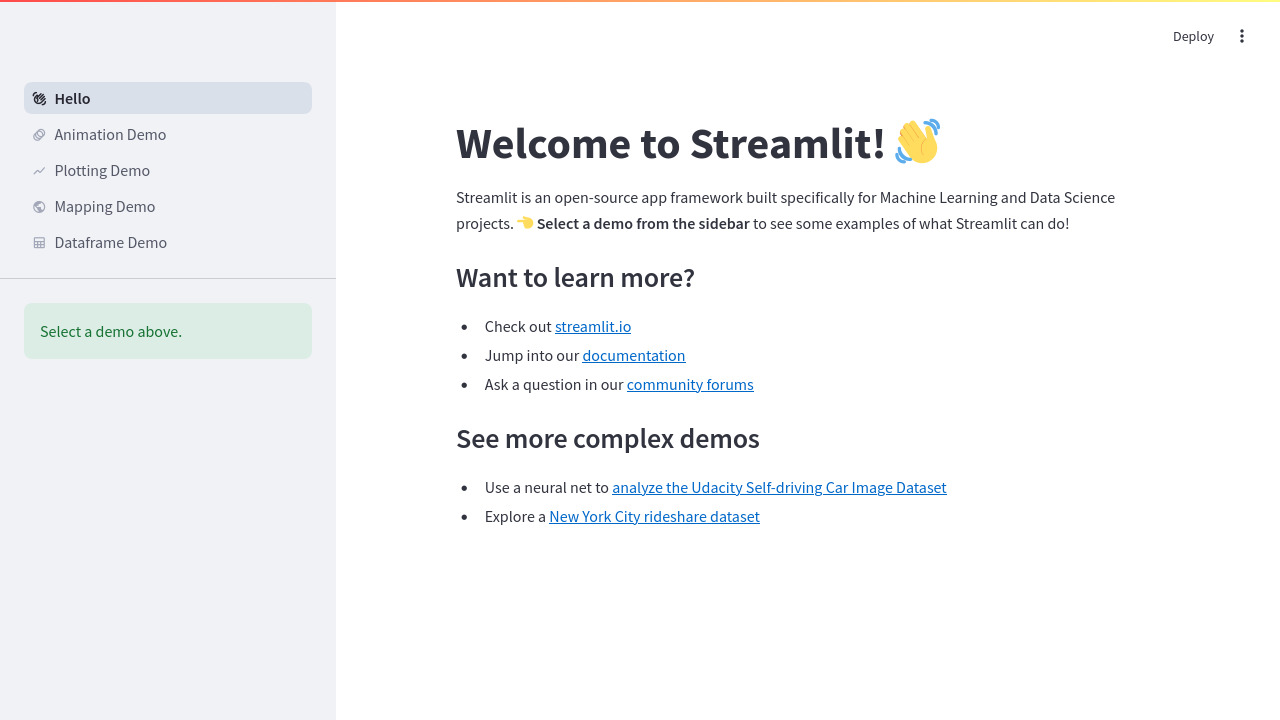 Deploy
Hello
Animation Demo
Plotting Demo
Mapping Demo
Dataframe Demo
Select a demo above.
Welcome to Streamlit! 👋
Streamlit is an open-source app framework built specifically for Machine Learning and Data Science
projects. 👈 Select a demo from the sidebar to see some examples of what Streamlit can do!
Want to learn more?
• Check out streamlit.io
• Jump into our documentation
• Ask a question in our community forums
See more complex demos
• Use a neural net to analyze the Udacity Self-driving Car Image Dataset
• Explore a New York City rideshare dataset